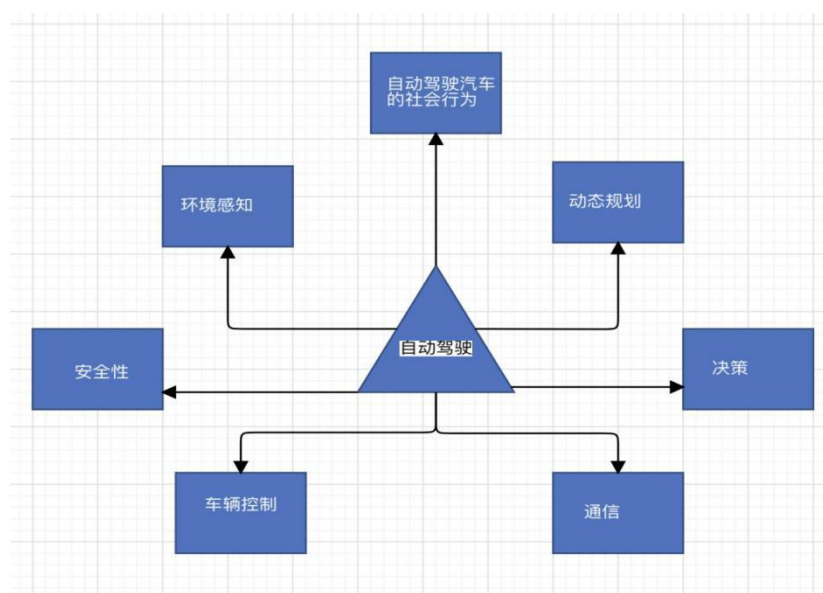 自动驾驶汽车
的社会行为
环境感知
动态规划
自动驾驶
安全性
决策
车辆控制
通信